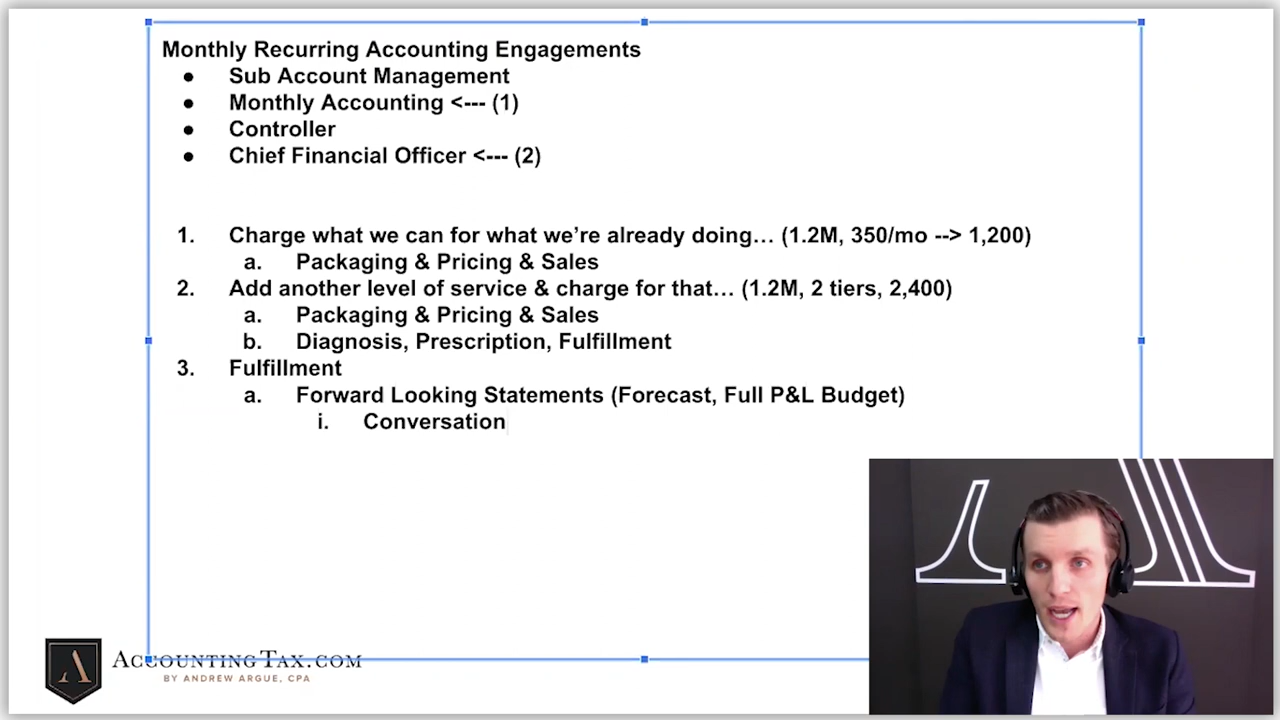 Monthly Recurring Accounting Engagements
● Sub Account Management
● Monthly Accounting <--- (1)
● Controller
● Chief Financial Officer <--- (2)
1. Charge what we can for what we’re already doing… (1.2M, 350/mo --> 1,200)
a. Packaging & Pricing & Sales
2. Add another level of service & charge for that… (1.2M, 2 tiers, 2,400)
a. Packaging & Pricing & Sales
b. Diagnosis, Prescription, Fulfillment
3. Fulfillment
a. Forward Looking Statements (Forecast, Full P&L Budget)
i. Conversation
ACCOUNTINGTAX.COM
BY ANDREW ARGUE, CPA